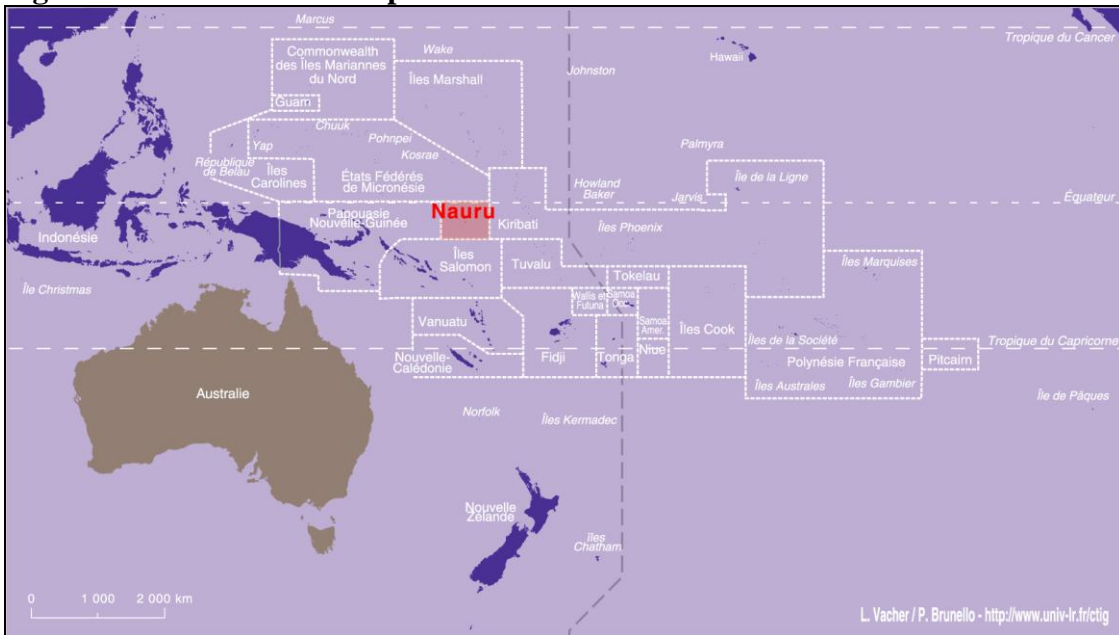 Marcus
Tropique du Cancer
Commonwealth
des Îles Mariannes
du Nord
Wake
Îles Marshall
Johnston
Hawaii
Guam
Chuuk
Pohnpei
Kosrae
Yap
République
de Belau
Îles
Carolines
États Fédérés
de Micronésie
Palmyra
Île de la Ligne
Howland
Baker
Jarvis
Équateur
Nauru
Papouasie
Nouvelle-Guinée
Kiribati
Îles Phoenix
Indonésie
Îles
Salomon
Tuvalu
Tokelau
Îles Marquises
Île Christmas
Wallis et
Futuna
Samoa
Occ.
Samoa
Amer.
Vanuatu
Îles Cook
Îles de la Société
Tropique du Capricorne
Nouvelle-
Calédonie
Fidji
Tonga
Niue
Polynésie Française
Pitcairn
Îles Australes
Îles Gambier
Île de Pâques
Australie
Norfolk
Îles Kermadec
Nouvelle
Zélande
îles
Chatham
0 1 000 2 000 km
L. Vacher / P. Brunello - http://www.univ-lr.fr/ctig